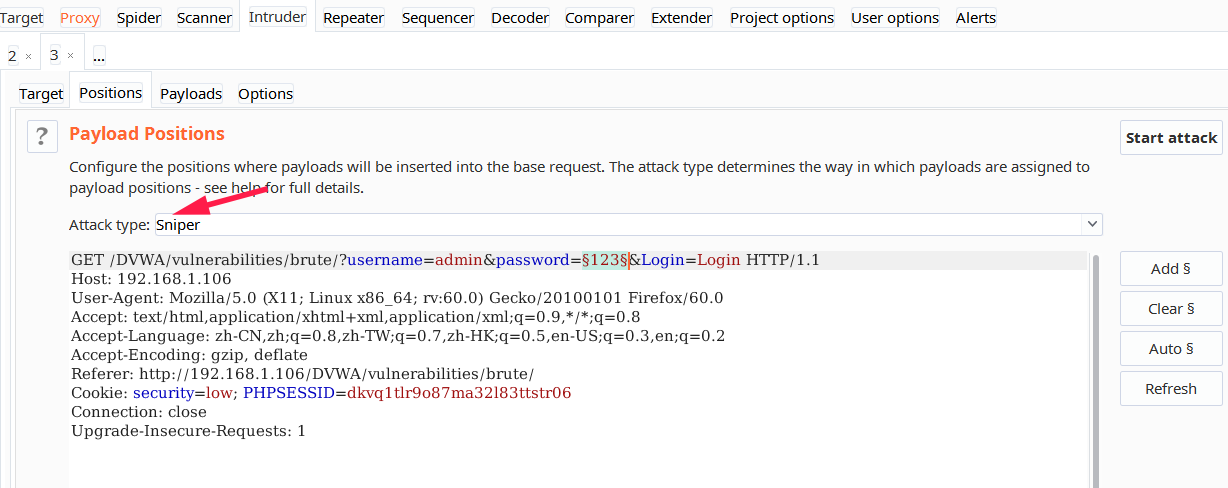 Target Proxy Spider Scanner Intruder Repeater Sequencer Decoder Comparer Extender Project options User options Alerts
2 × 3 × ...
Target Positions Payloads Options
? Payload Positions
Start attack
Configure the positions where payloads will be inserted into the base request. The attack type determines the way in which payloads are assigned to
payload positions - see help for full details.
Attack type: Sniper
GET /DVWA/vulnerabilities/brute/?username=admin&password=§123§&Login=Login HTTP/1.1
Host: 192.168.1.106
User-Agent: Mozilla/5.0 (X11; Linux x86_64; rv:60.0) Gecko/20100101 Firefox/60.0
Accept: text/html,application/xhtml+xml,application/xml;q=0.9,*/*;q=0.8
Accept-Language: zh-CN,zh;q=0.8,zh-TW;q=0.7,zh-HK;q=0.5,en-US;q=0.3,en;q=0.2
Accept-Encoding: gzip, deflate
Referer: http://192.168.1.106/DVWA/vulnerabilities/brute/
Cookie: security=low; PHPSESSID=dkvq1tlr9o87ma32l83ttstr06
Connection: close
Upgrade-Insecure-Requests: 1
Add §
Clear §
Auto §
Refresh